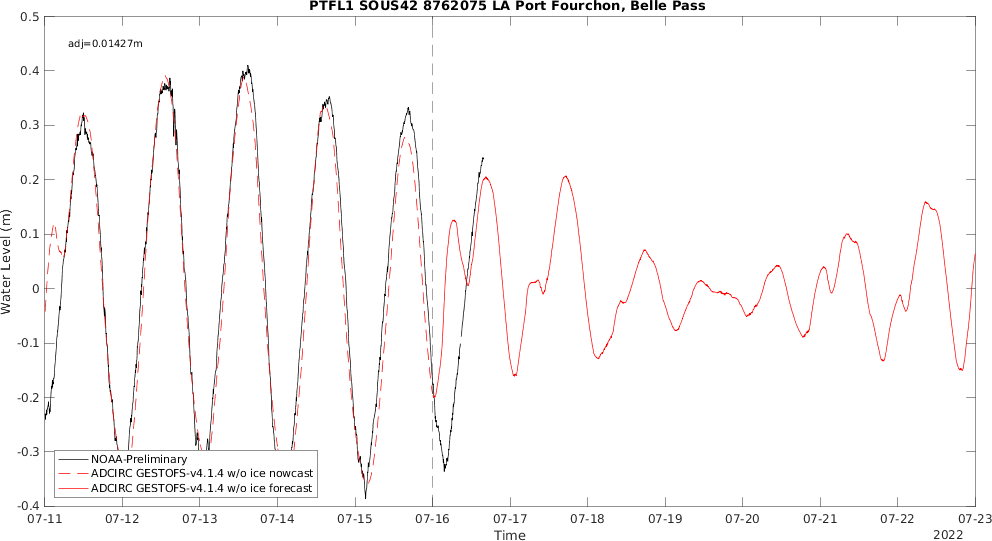 PTFL1 SOUS42 8762075 LA Port Fourchon, Belle Pass
adj=0.01427m
0.5
0.4
0.3
0.2
0.1
0
-0.1
-0.2
-0.3
-0.4
Water Level (m)
NOAA-Preliminary
ADCIRC GESTOFS-v4.1.4 w/o ice nowcast
ADCIRC GESTOFS-v4.1.4 w/o ice forecast
07-11 07-12 07-13 07-14 07-15 07-16 07-17 07-18 07-19 07-20 07-21 07-22 07-23
Time
2022